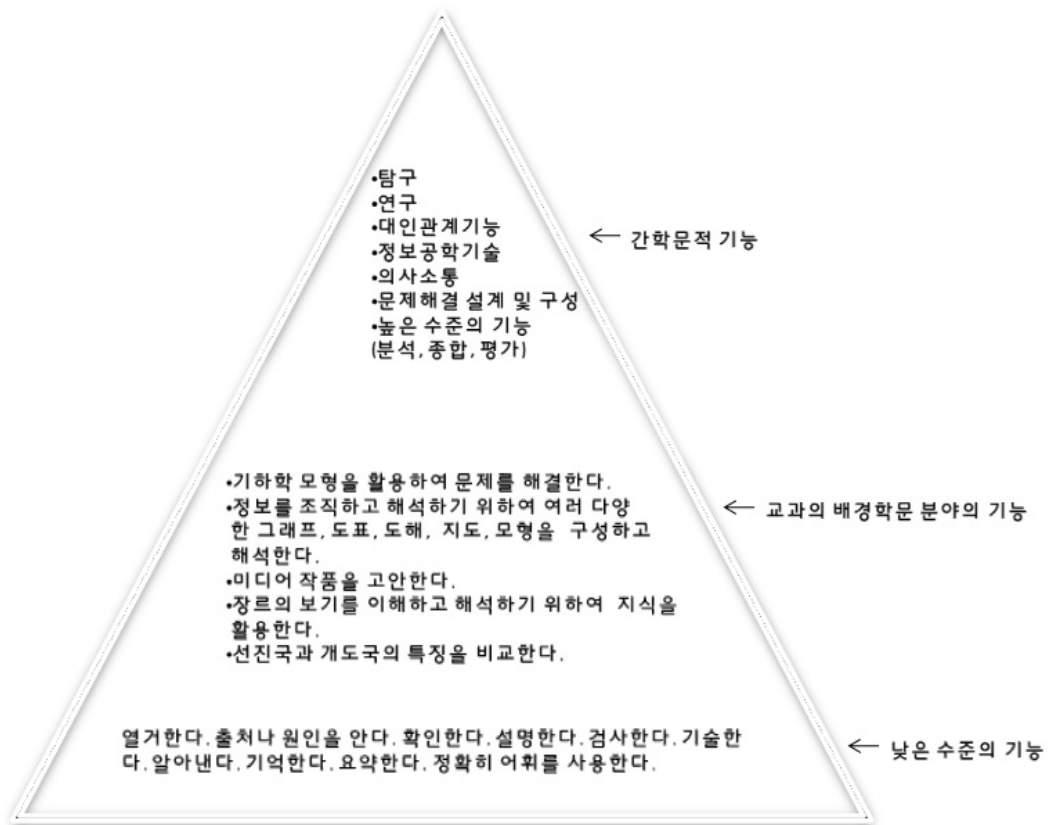 •탐구
•연구
•대인관계기능
•정보공학기술
•의사소통
•문제해결 설계 및 구성
•높은 수준의 기능
(분석, 종합, 평가)
← 간학문적 기능
•기하학 모형을 활용하여 문제를 해결한다.
•정보를 조직하고 해석하기 위하여 여러 다양
한 그래프, 도표, 도해, 지도, 모형을 구성하고
해석한다.
•미디어 작품을 고안한다.
•장르의 보기를 이해하고 해석하기 위하여 지식을
활용한다.
•선진국과 개도국의 특징을 비교한다.
← 교과의 배경학문 분야의 기능
열거한다. 출처나 원인을 안다. 확인한다. 설명한다. 검사한다. 기술한
다. 알아낸다. 기억한다. 요약한다. 정확히 어휘를 사용한다.
← 낮은 수준의 기능